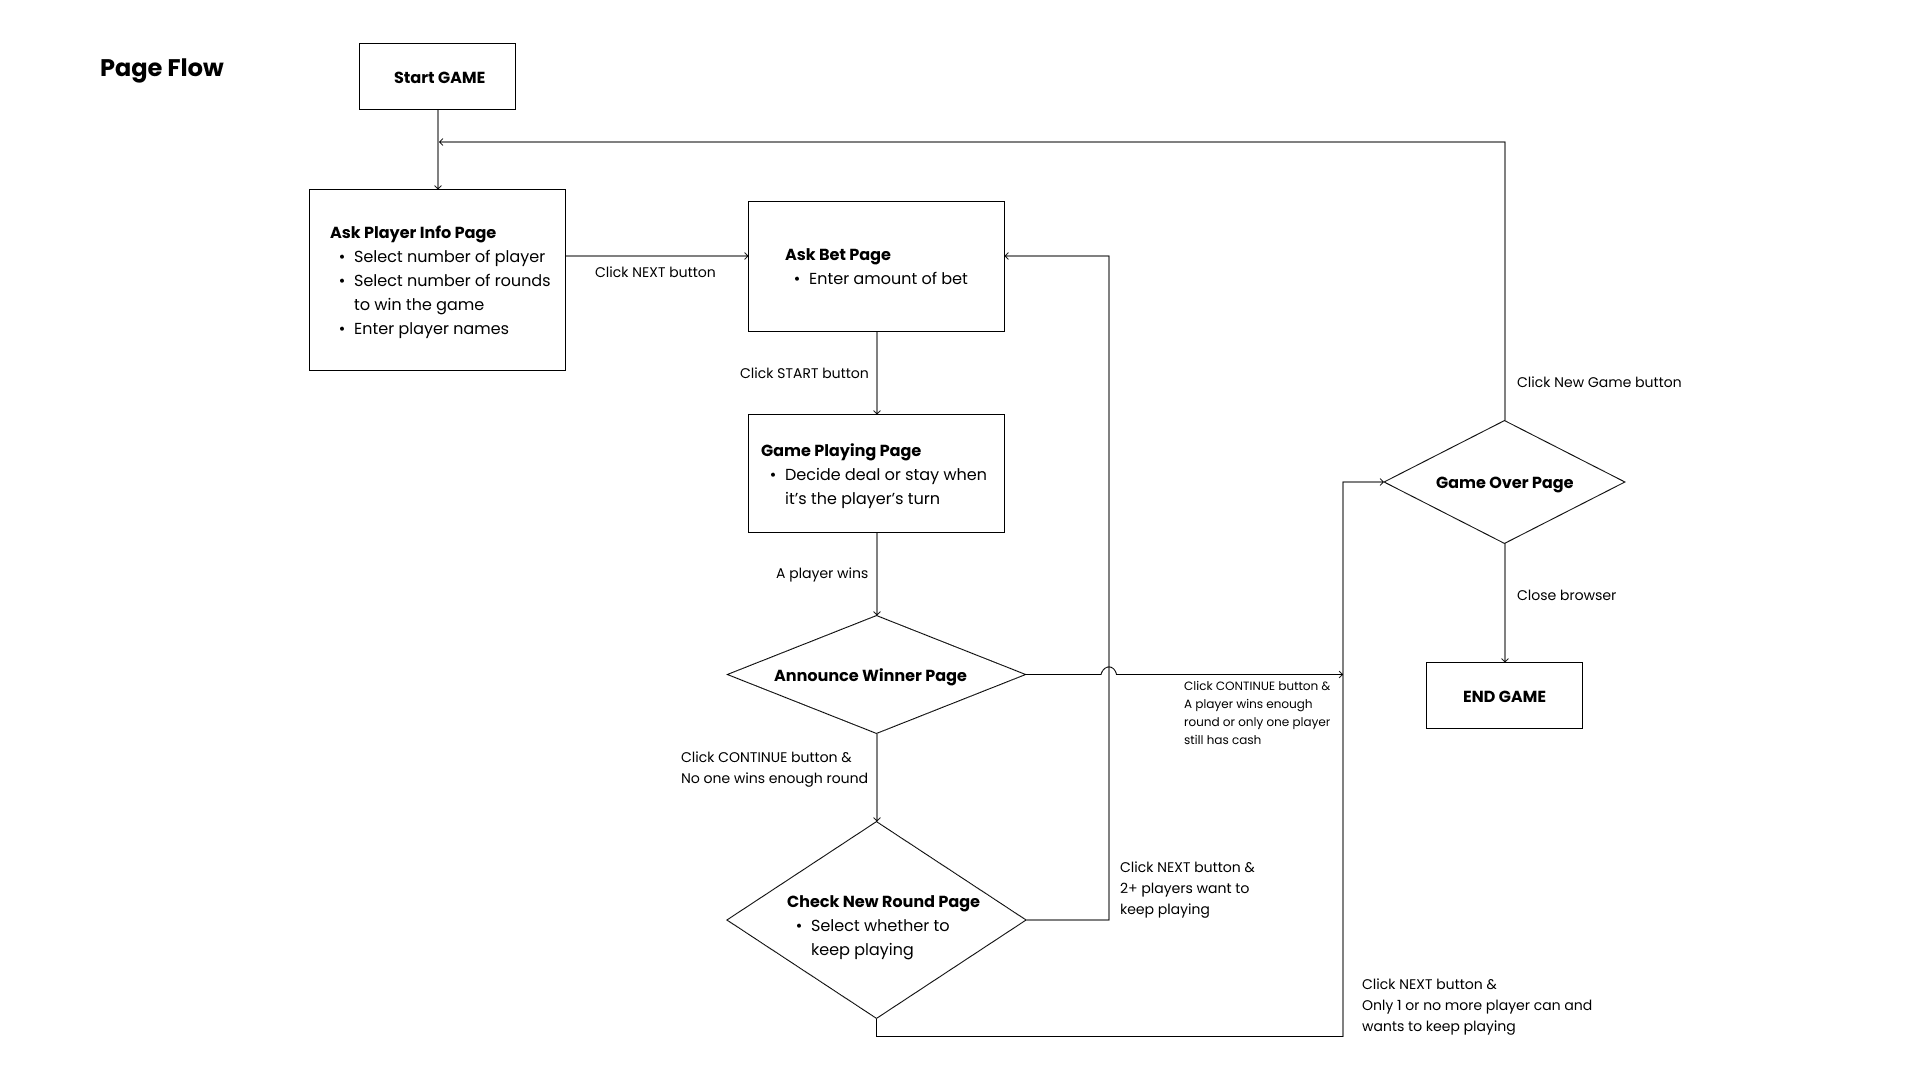 Page Flow
Start GAME
Ask Player Info Page
• Select number of player
• Select number of rounds
to win the game
• Enter player names
Click NEXT button
Ask Bet Page
• Enter amount of bet
Click START button
Game Playing Page
• Decide deal or stay when
it’s the player’s turn
A player wins
Announce Winner Page
Click CONTINUE button &
A player wins enough
round or only one player
still has cash
Click CONTINUE button &
No one wins enough round
Check New Round Page
• Select whether to
keep playing
Click NEXT button &
2+ players want to
keep playing
Click NEXT button &
Only 1 or no more player can and
wants to keep playing
Click New Game button
Game Over Page
Close browser
END GAME